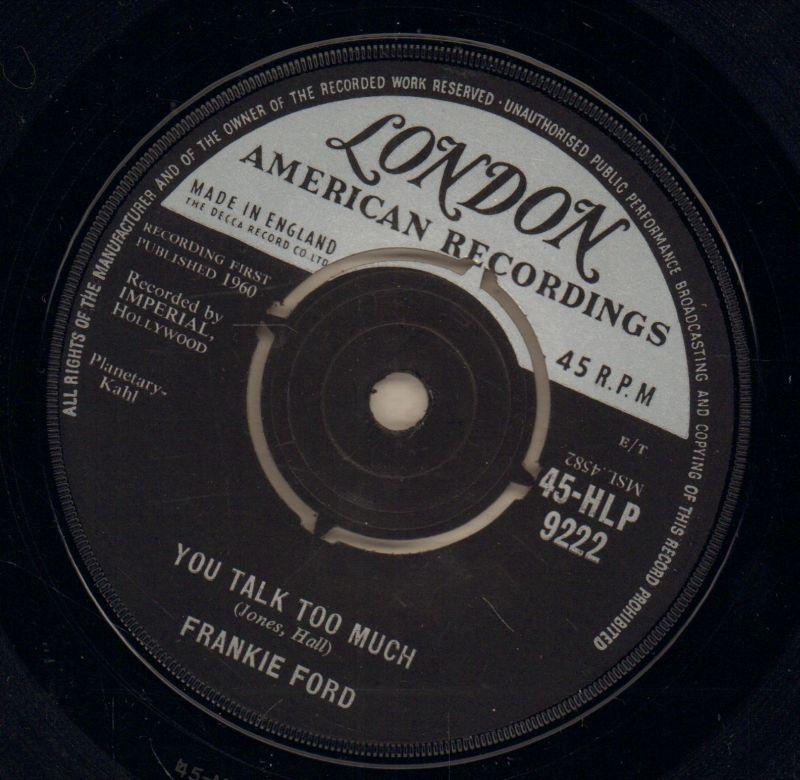 ALL RIGHTS OF THE MANUFACTURER AND OF THE OWNER OF THE RECORDED WORK RESERVED · UNAUTHORISED PUBLIC PERFORMANCE BROADCASTING AND COPYING OF THIS RECORD PROHIBITED
LONDON
AMERICAN RECORDINGS
MADE IN ENGLAND
THE DECCA RECORD CO. LTD.
45 R.P.M
RECORDING FIRST
PUBLISHED 1960
Recorded by
IMPERIAL,
HOLLYWOOD
Planetary-
Kahl
E/T
MSL.4582
45-HLP
9222
YOU TALK TOO MUCH
(Jones, Hall)
FRANKIE FORD